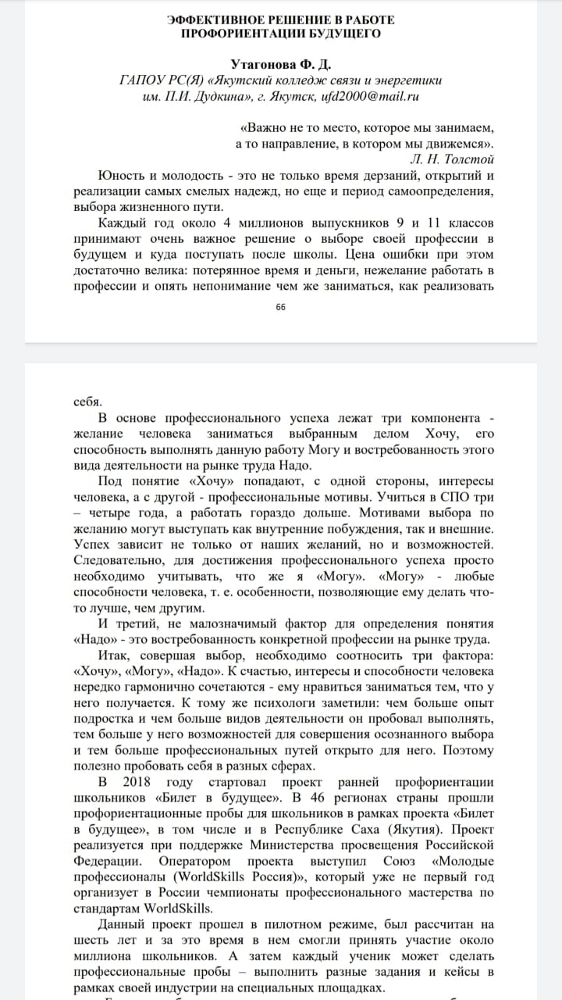 ЭФФЕКТИВНОЕ РЕШЕНИЕ В РАБОТЕ
ПРОФОРИЕНТАЦИИ БУДУЩЕГО
Утагонова Ф. Д.
ГАПОУ РС(Я) «Якутский колледж связи и энергетики
им. П.И. Дудкина», г. Якутск, ufd2000@mail.ru
«Важно не то место, которое мы занимаем,
а то направление, в котором мы движемся».
Л. Н. Толстой
Юность и молодость - это не только время дерзаний, открытий и
реализации самых смелых надежд, но еще и период самоопределения,
выбора жизненного пути.
Каждый год около 4 миллионов выпускников 9 и 11 классов
принимают очень важное решение о выборе своей профессии в
будущем и куда поступать после школы. Цена ошибки при этом
достаточно велика: потерянное время и деньги, нежелание работать в
профессии и опять непонимание чем же заниматься, как реализовать
66
себя.
В основе профессионального успеха лежат три компонента -
желание человека заниматься выбранным делом Хочу, его
способность выполнять данную работу Могу и востребованность этого
вида деятельности на рынке труда Надо.
Под понятие «Хочу» попадают, с одной стороны, интересы
человека, а с другой - профессиональные мотивы. Учиться в СПО три
– четыре года, а работать гораздо дольше. Мотивами выбора по
желанию могут выступать как внутренние побуждения, так и внешние.
Успех зависит не только от наших желаний, но и возможностей.
Следовательно, для достижения профессионального успеха просто
необходимо учитывать, что же я «Могу». «Могу» - любые
способности человека, т. е. особенности, позволяющие ему делать что-
то лучше, чем другим.
И третий, не малозначимый фактор для определения понятия
«Надо» - это востребованность конкретной профессии на рынке труда.
Итак, совершая выбор, необходимо соотносить три фактора:
«Хочу», «Могу», «Надо». К счастью, интересы и способности человека
нередко гармонично сочетаются - ему нравиться заниматься тем, что у
него получается. К тому же психологи заметили: чем больше опыт
подростка и чем больше видов деятельности он пробовал выполнять,
тем больше у него возможностей для совершения осознанного выбора
и тем больше профессиональных путей открыто для него. Поэтому
полезно пробовать себя в разных сферах.
В 2018 году стартовал проект ранней профориентации
школьников «Билет в будущее». В 46 регионах страны прошли
профориентационные пробы для школьников в рамках проекта «Билет
в будущее», в том числе и в Республике Саха (Якутия). Проект
реализуется при поддержке Министерства просвещения Российской
Федерации. Оператором проекта выступил Союз «Молодые
профессионалы (WorldSkills Россия)», который уже не первый год
организует в России чемпионаты профессионального мастерства по
стандартам WorldSkills.
Данный проект прошел в пилотном режиме, был рассчитан на
шесть лет и за это время в нем смогли принять участие около
миллиона школьников. А затем каждый ученик может сделать
профессиональные пробы – выполнить разные задания и кейсы в
рамках своей индустрии на специальных площадках.